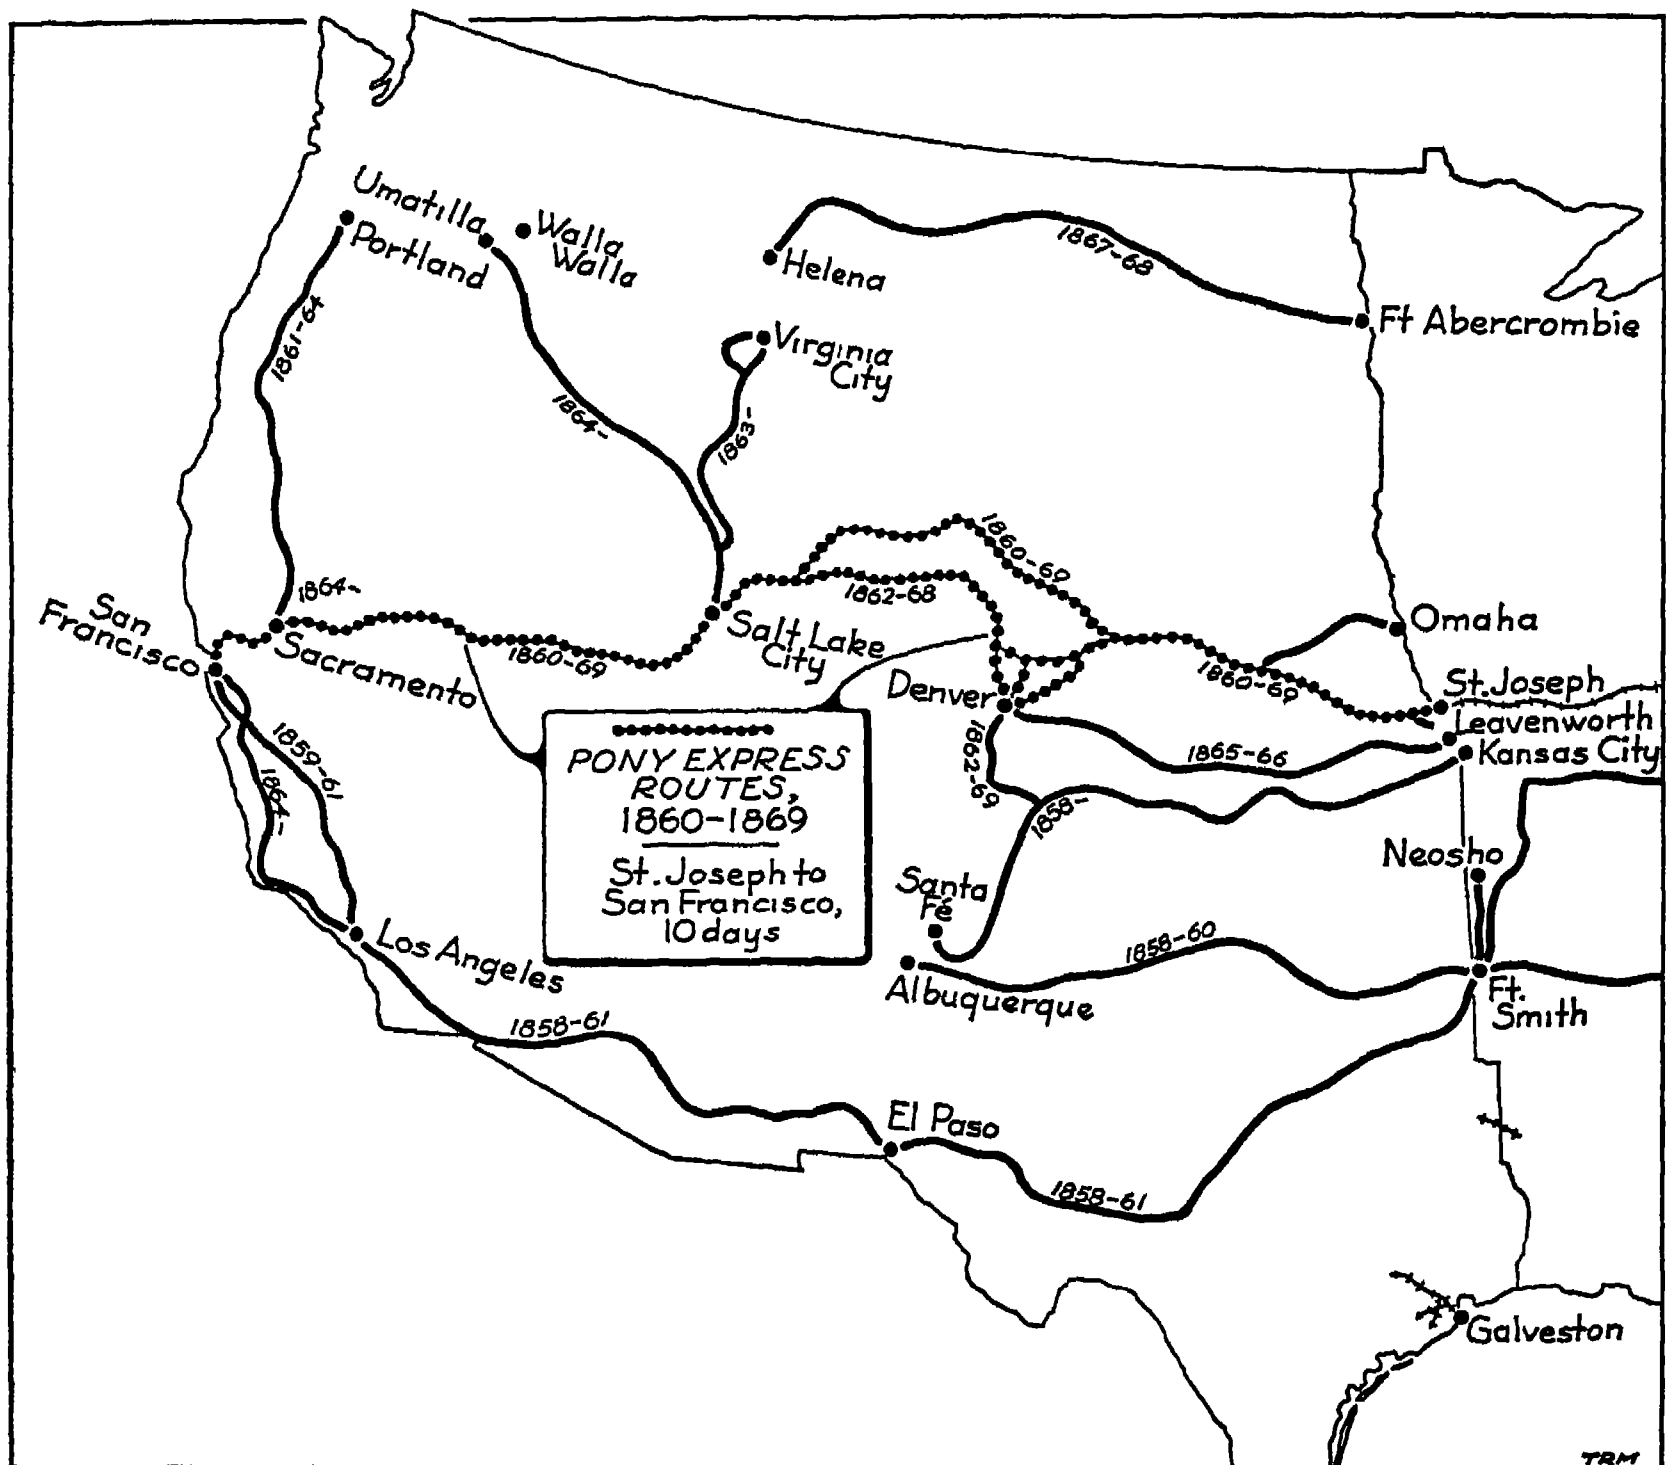 Umatilla
Walla
Walla
Portland
Helena
1867-68
Ft Abercrombie
1861-64
Virginia
City
1864-
1863-
1860-69
1862-68
1864-
San
Francisco
Sacramento
1860-69
Salt Lake
City
Omaha
1860-69
St. Joseph
Denver
Leavenworth
Kansas City
1859-61
1864-
1862-69
1865-66
1858-
PONY EXPRESS
ROUTES,
1860-1869
St. Joseph to
San Francisco,
10 days
Neosho
Santa
Fé
Los Angeles
1858-60
Albuquerque
Ft.
Smith
1858-61
El Paso
1858-61
Galveston
TRM